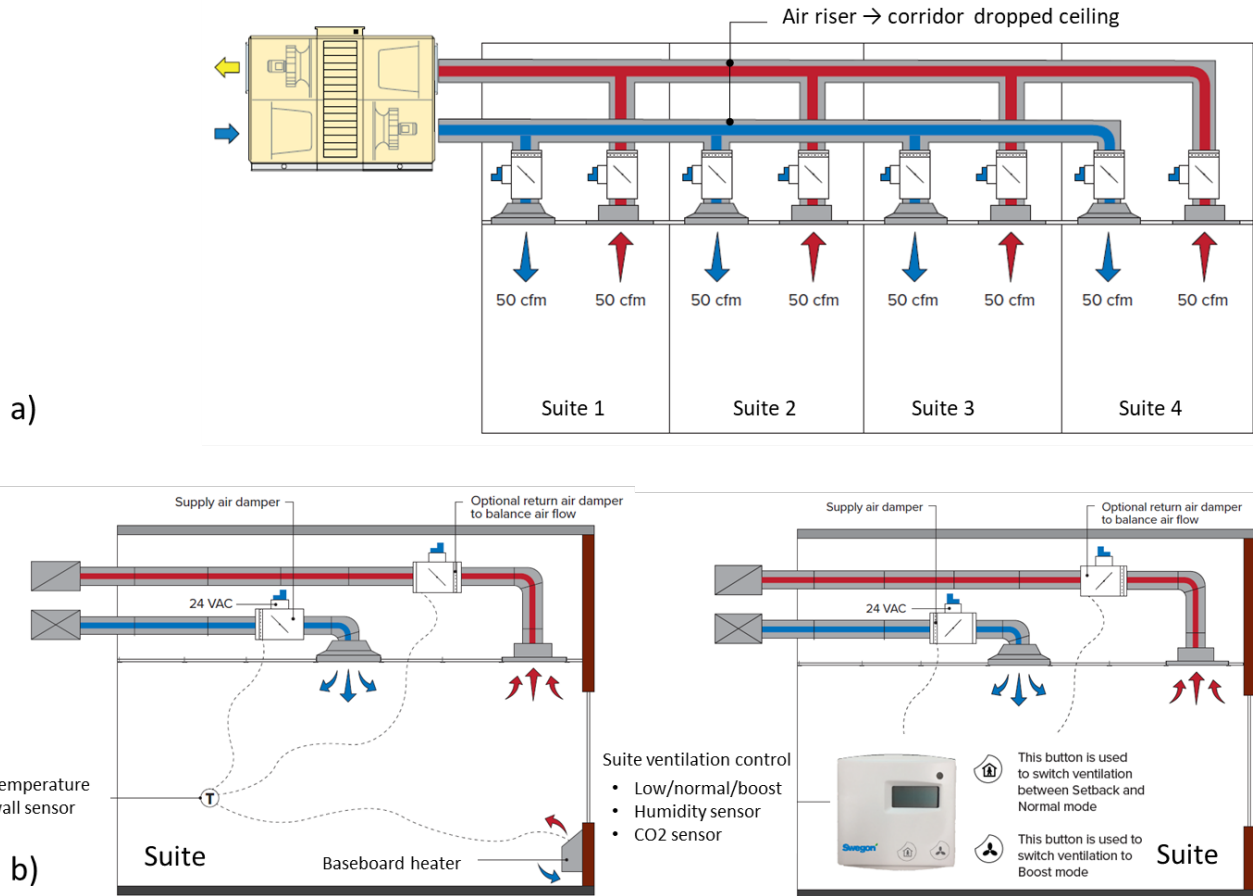 Air riser → corridor dropped ceiling
50 cfm
50 cfm
50 cfm
50 cfm
50 cfm
50 cfm
50 cfm
50 cfm
a)
Suite 1
Suite 2
Suite 3
Suite 4
Supply air damper
Optional return air damper
to balance air flow
24 VAC
emperature
all sensor
T
b)
Suite
Baseboard heater
Supply air damper
Optional return air damper
to balance air flow
24 VAC
Suite ventilation control
• Low/normal/boost
• Humidity sensor
• CO2 sensor
Swegon
This button is used
to switch ventilation
between Setback and
Normal mode
This button is used to
switch ventilation to
Boost mode
Suite